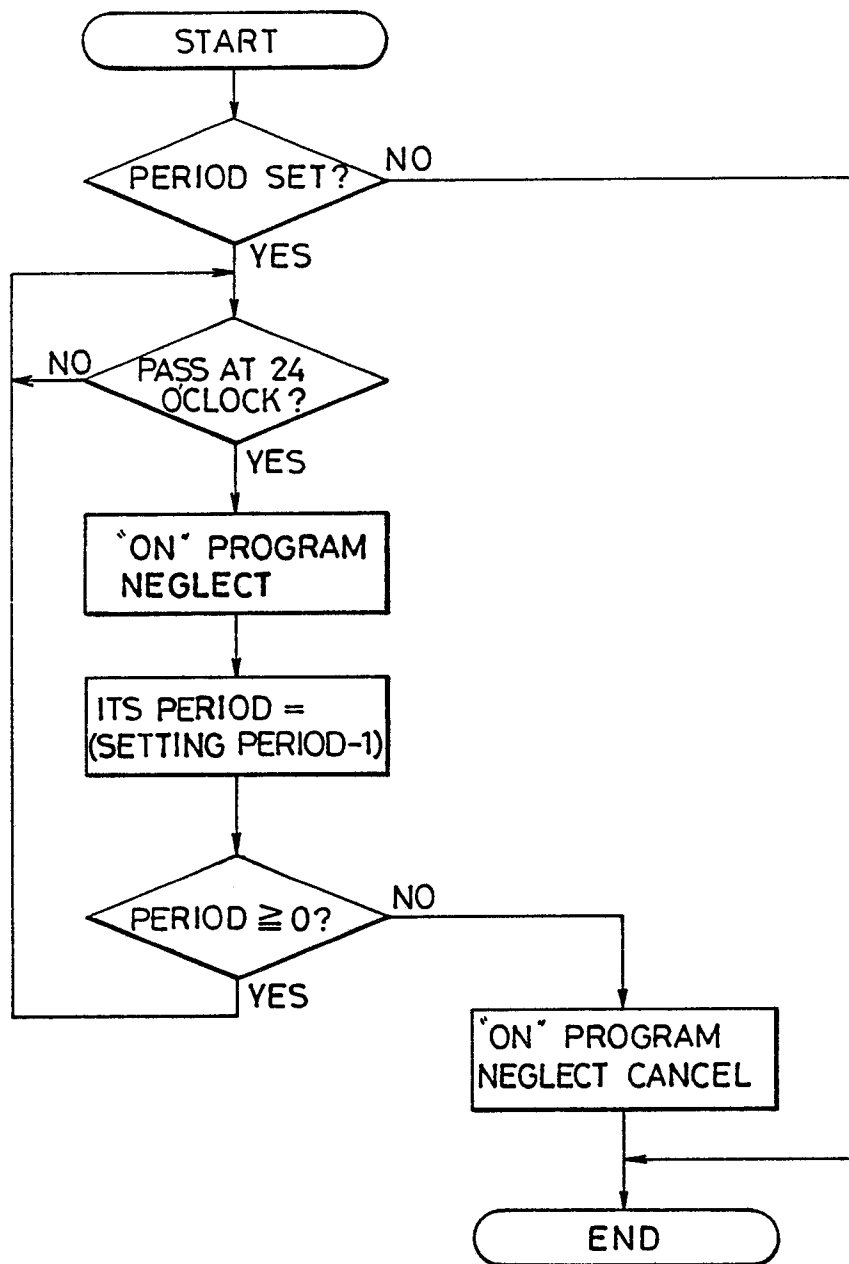 START
PERIOD SET?
NO
YES
NO
PASS AT 24
O'CLOCK?
YES
"ON" PROGRAM
NEGLECT
ITS PERIOD =
(SETTING PERIOD-1)
PERIOD ≧ 0?
NO
YES
"ON" PROGRAM
NEGLECT CANCEL
END